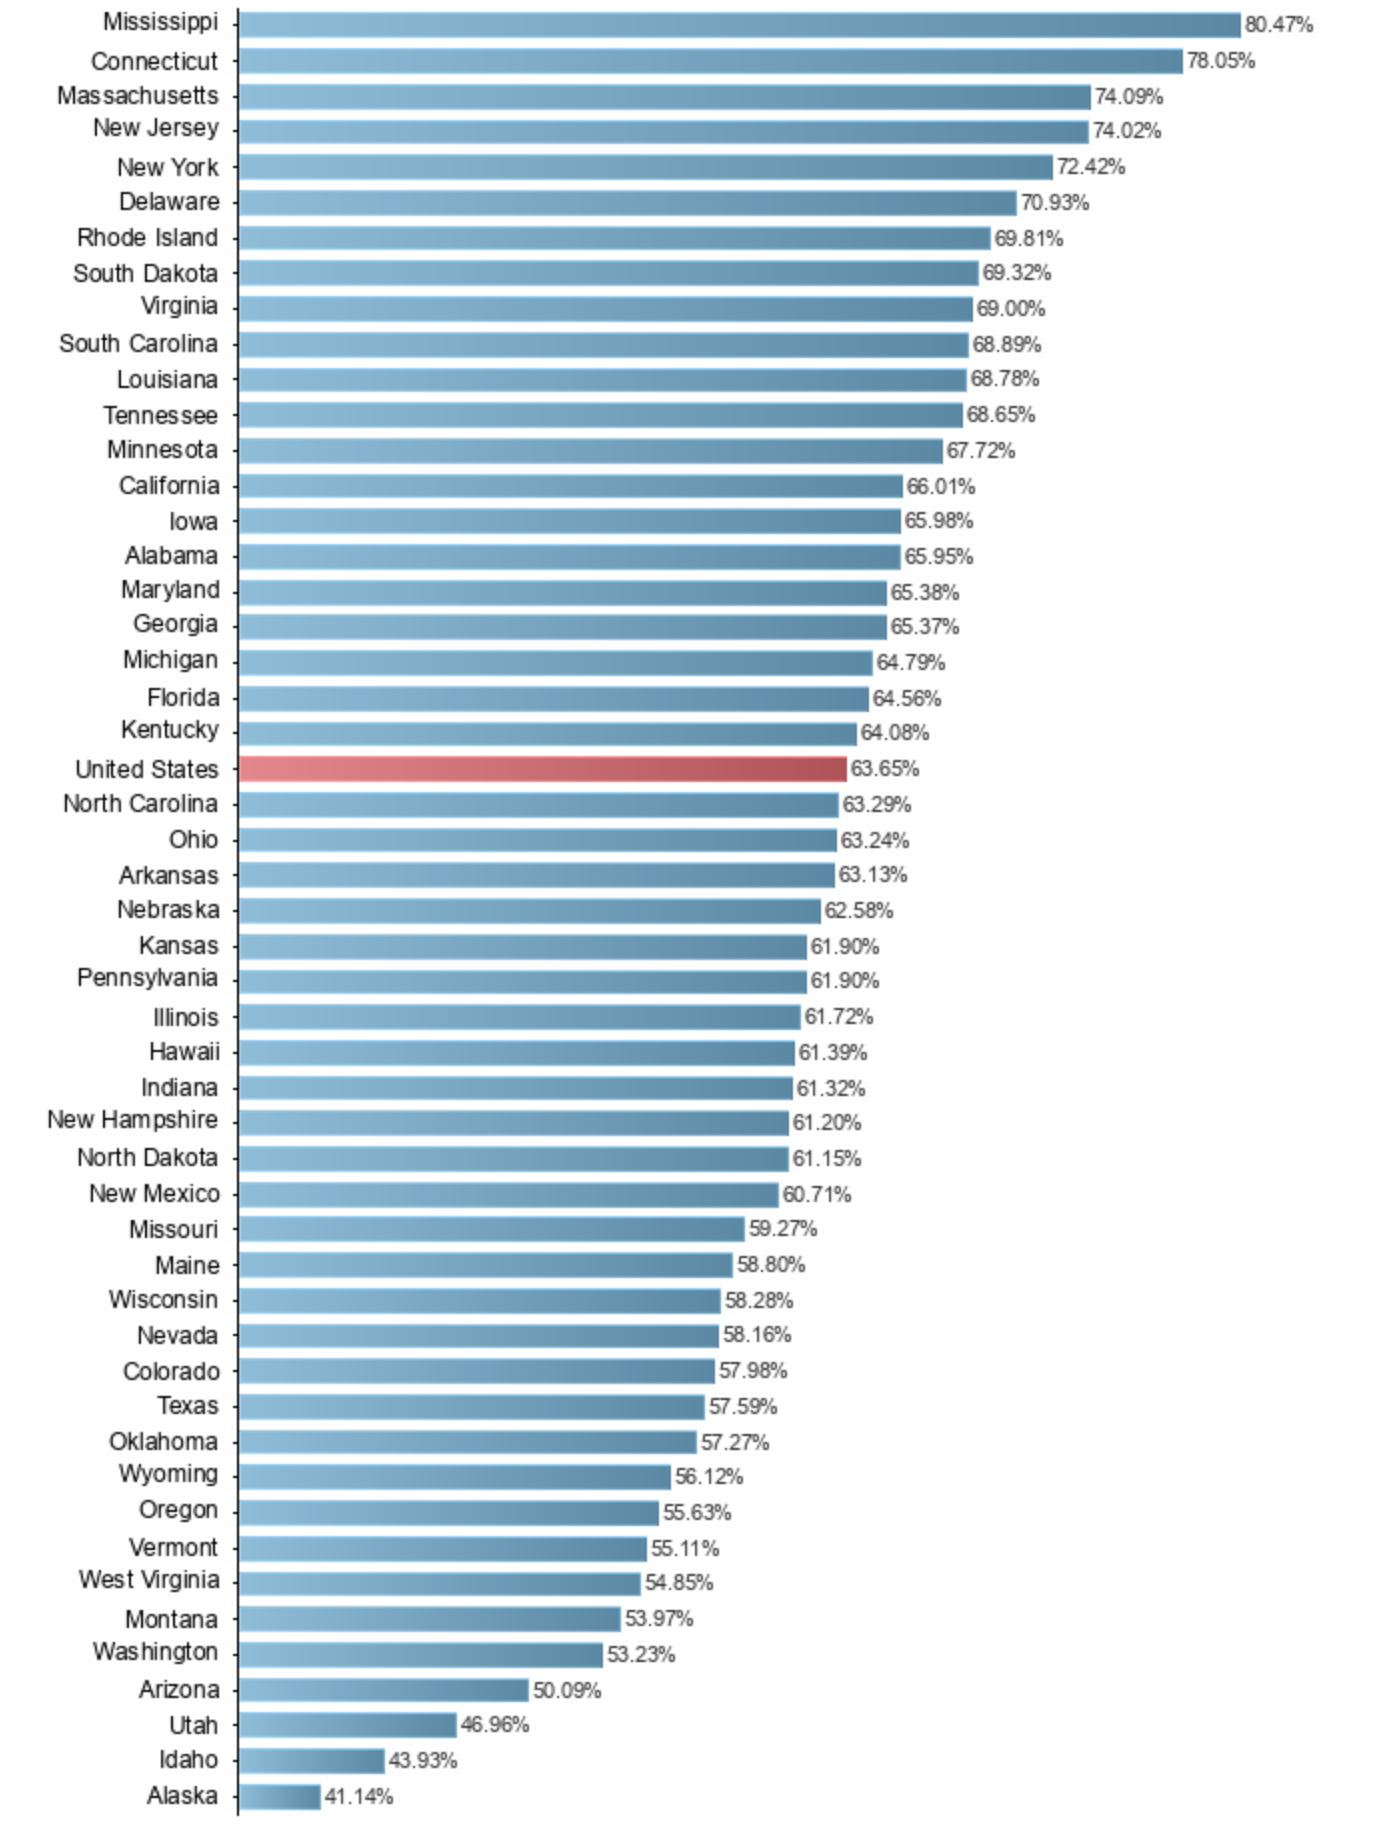 Mississippi 80.47%
Connecticut 78.05%
Massachusetts 74.09%
New Jersey 74.02%
New York 72.42%
Delaware 70.93%
Rhode Island 69.81%
South Dakota 69.32%
Virginia 69.00%
South Carolina 68.89%
Louisiana 68.78%
Tennessee 68.65%
Minnesota 67.72%
California 66.01%
Iowa 65.98%
Alabama 65.95%
Maryland 65.38%
Georgia 65.37%
Michigan 64.79%
Florida 64.56%
Kentucky 64.08%
United States 63.65%
North Carolina 63.29%
Ohio 63.24%
Arkansas 63.13%
Nebraska 62.58%
Kansas 61.90%
Pennsylvania 61.90%
Illinois 61.72%
Hawaii 61.39%
Indiana 61.32%
New Hampshire 61.20%
North Dakota 61.15%
New Mexico 60.71%
Missouri 59.27%
Maine 58.80%
Wisconsin 58.28%
Nevada 58.16%
Colorado 57.98%
Texas 57.59%
Oklahoma 57.27%
Wyoming 56.12%
Oregon 55.63%
Vermont 55.11%
West Virginia 54.85%
Montana 53.97%
Washington 53.23%
Arizona 50.09%
Utah 46.96%
Idaho 43.93%
Alaska 41.14%